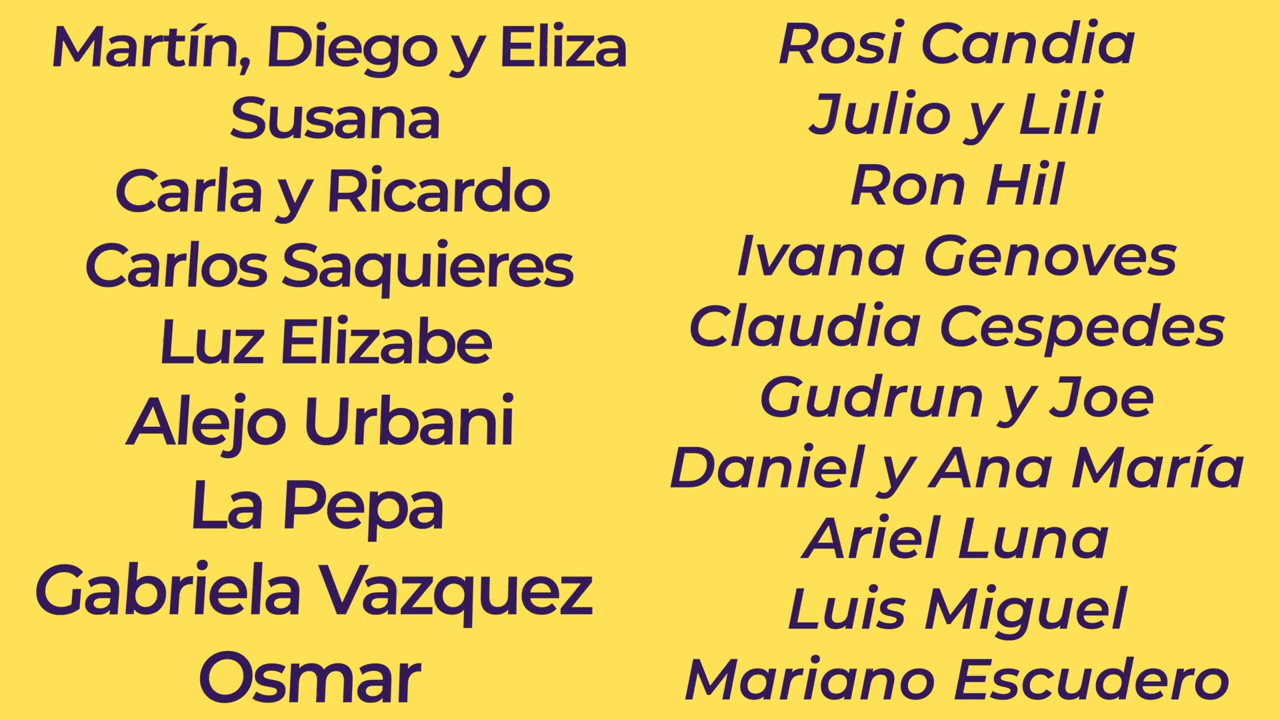 Martín, Diego y Eliza
Susana
Carla y Ricardo
Carlos Saquieres
Luz Elizabe
Alejo Urbani
La Pepa
Gabriela Vazquez
Osmar
Rosi Candia
Julio y Lili
Ron Hil
Ivana Genoves
Claudia Cespedes
Gudrun y Joe
Daniel y Ana María
Ariel Luna
Luis Miguel
Mariano Escudero